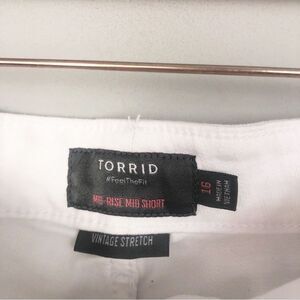 TORRID
#FeelTheFit
MID-RISE MID SHORT
16
MADE IN
VIETNAM
VINTAGE STRETCH